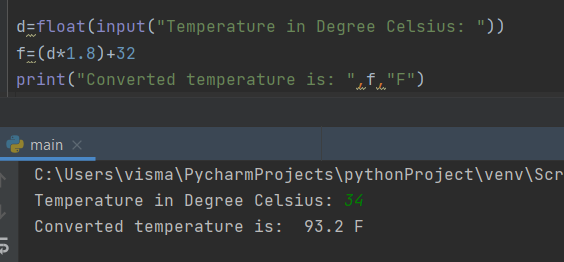 d=float(input("Temperature in Degree Celsius: "))
f=(d*1.8)+32
print("Converted temperature is: ",f,"F")
main
C:\Users\visma\PycharmProjects\pythonProject\venv\Scr
Temperature in Degree Celsius: 34
Converted temperature is:  93.2 F